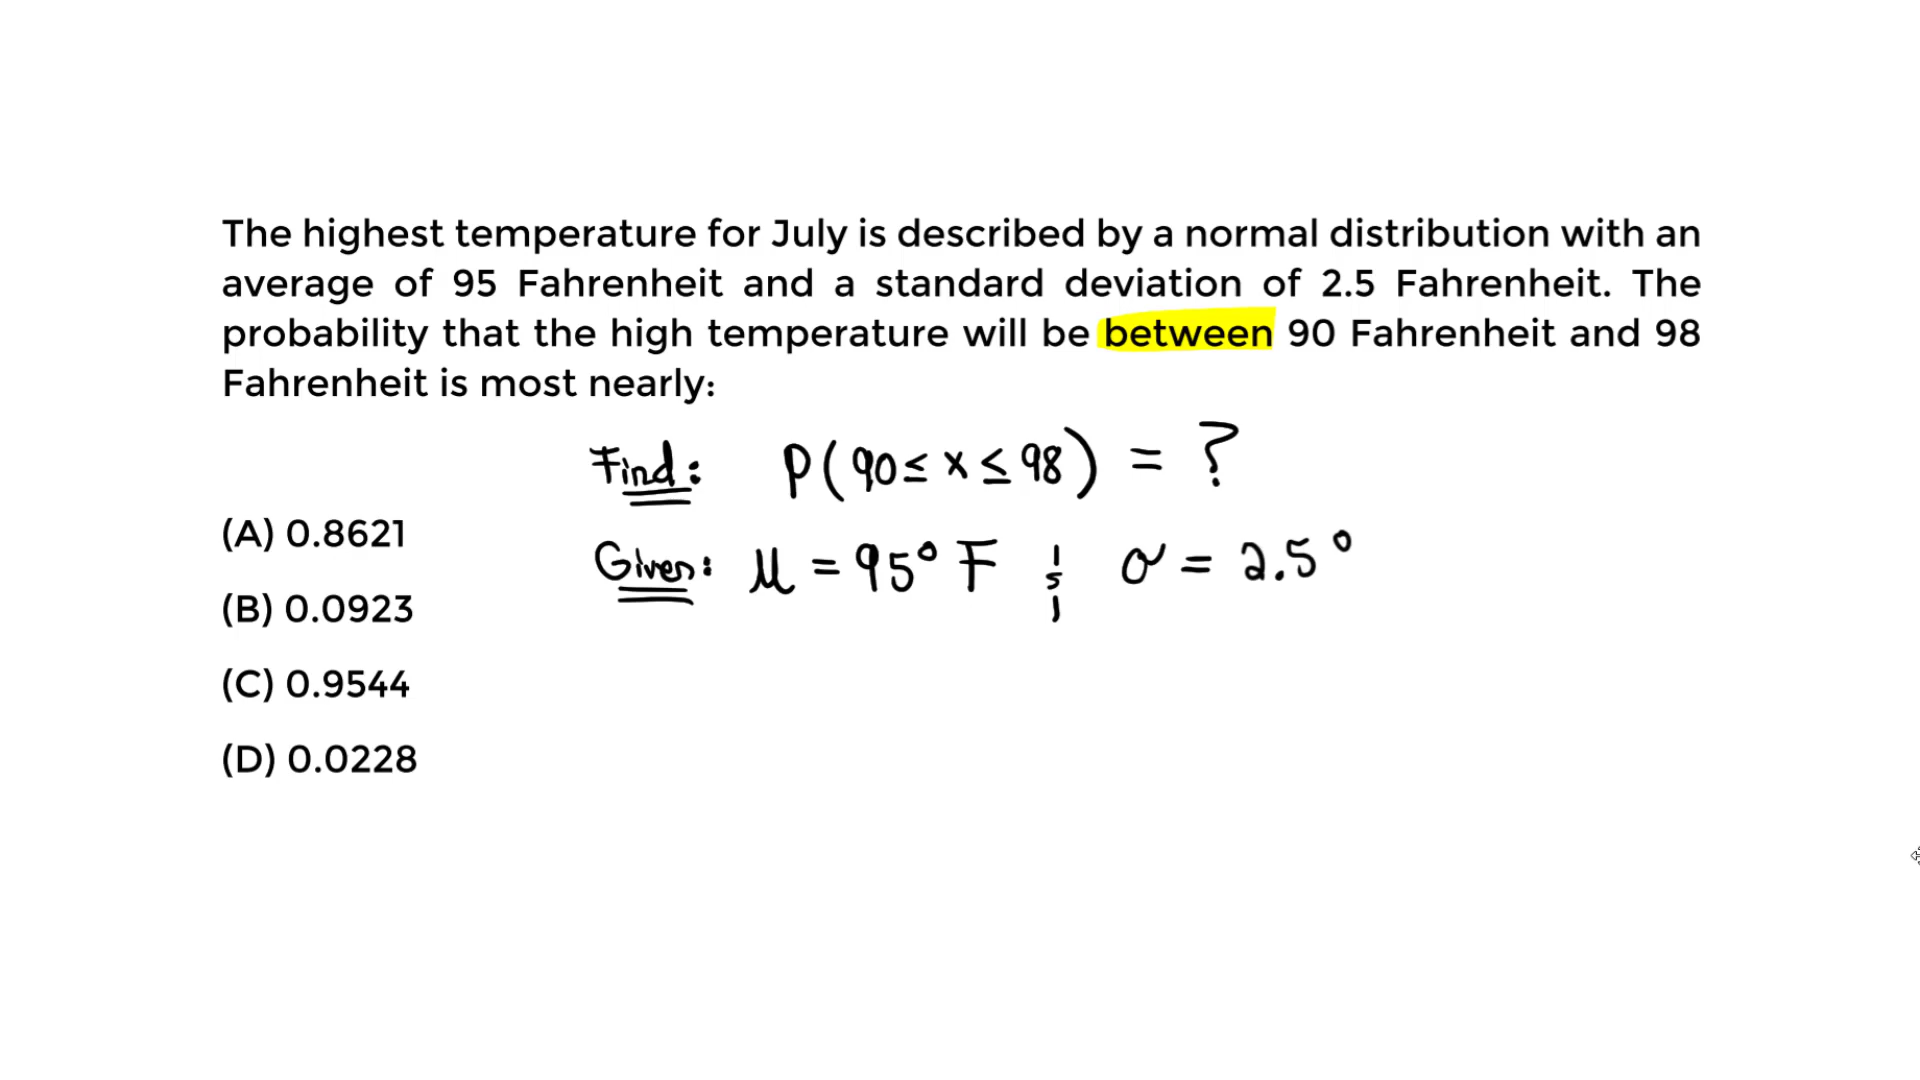 The highest temperature for July is described by a normal distribution with an
average of 95 Fahrenheit and a standard deviation of 2.5 Fahrenheit. The
probability that the high temperature will be between 90 Fahrenheit and 98
Fahrenheit is most nearly:
Find: P(90 ≤ x ≤ 98) = ?
(A) 0.8621
Given: μ = 95° F ; σ = 2.5°
(B) 0.0923
(C) 0.9544
(D) 0.0228